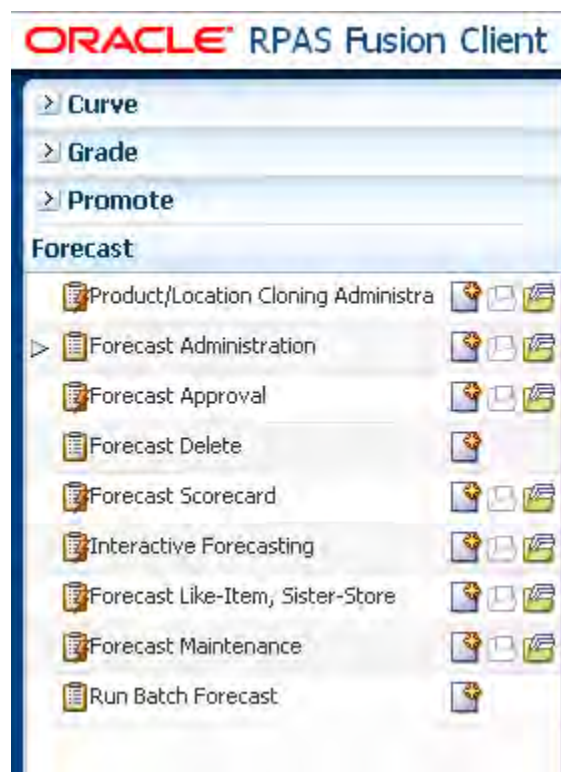 ORACLE RPAS Fusion Client
Curve
Grade
Promote
Forecast
Product/Location Cloning Administra
Forecast Administration
Forecast Approval
Forecast Delete
Forecast Scorecard
Interactive Forecasting
Forecast Like-Item, Sister-Store
Forecast Maintenance
Run Batch Forecast